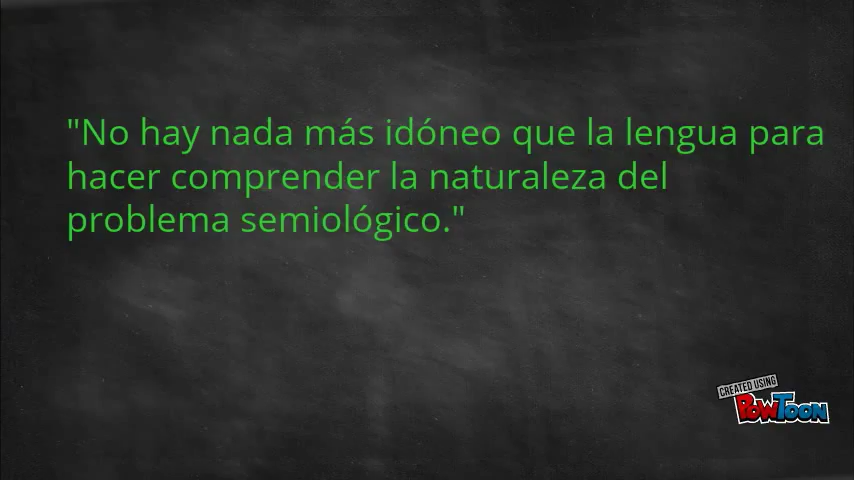 "No hay nada más idóneo que la lengua para
hacer comprender la naturaleza del
problema semiológico."
CREATED USING
POWTOON